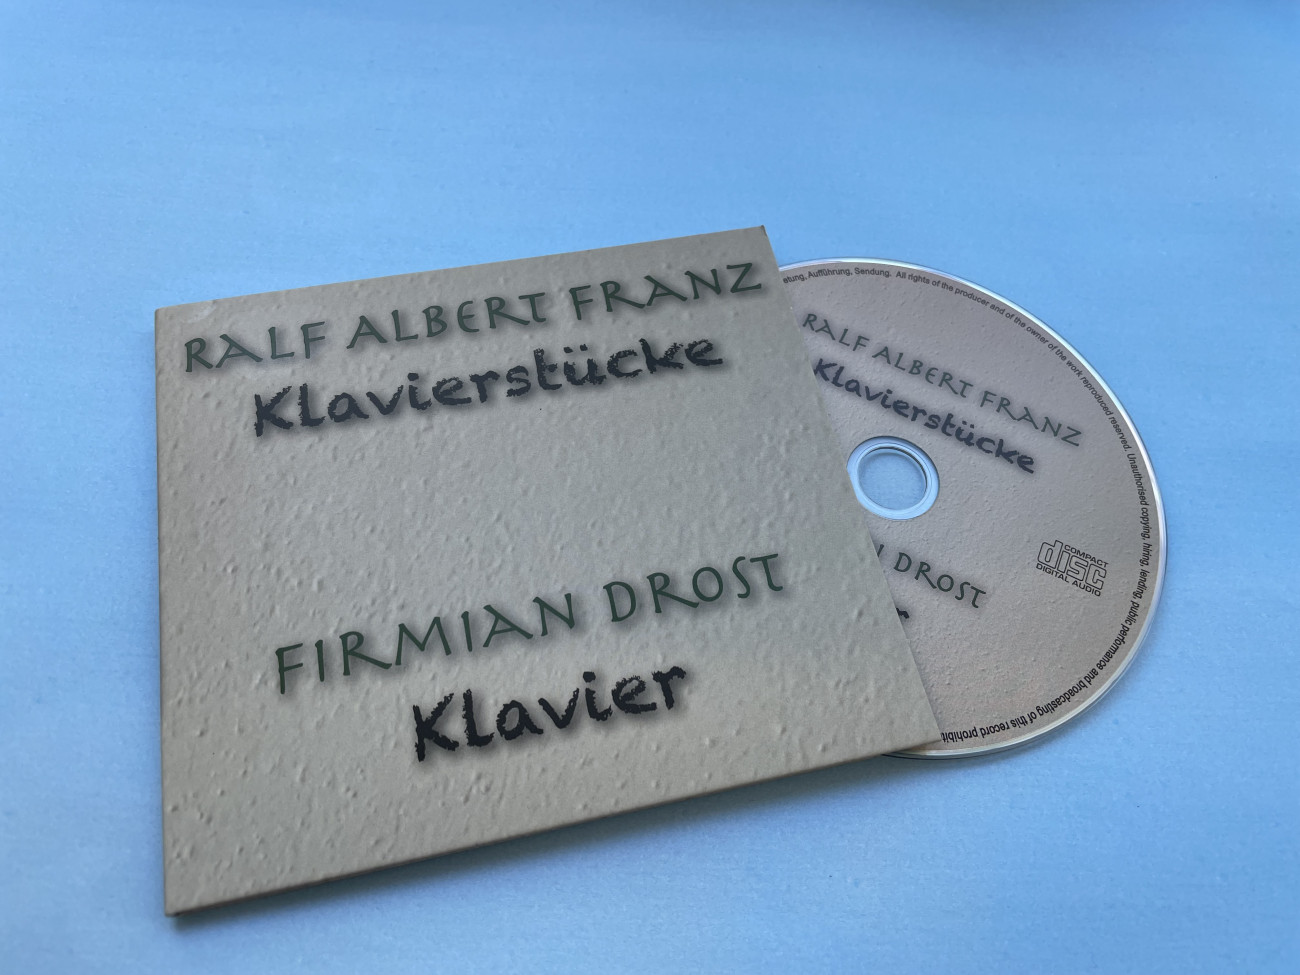 RALF ALBERT FRANZ
Klavierstücke
FIRMIAN DROST
Klavier
Aufführung, Sendung. All rights of the producer and of the owner of the work reproduced reserved. Unauthorised copying, hiring, lending, public performance and broadcasting of this record
RALF ALBERT FRANZ
Klavierstücke
DROST
COMPACT
disc
DIGITAL AUDIO